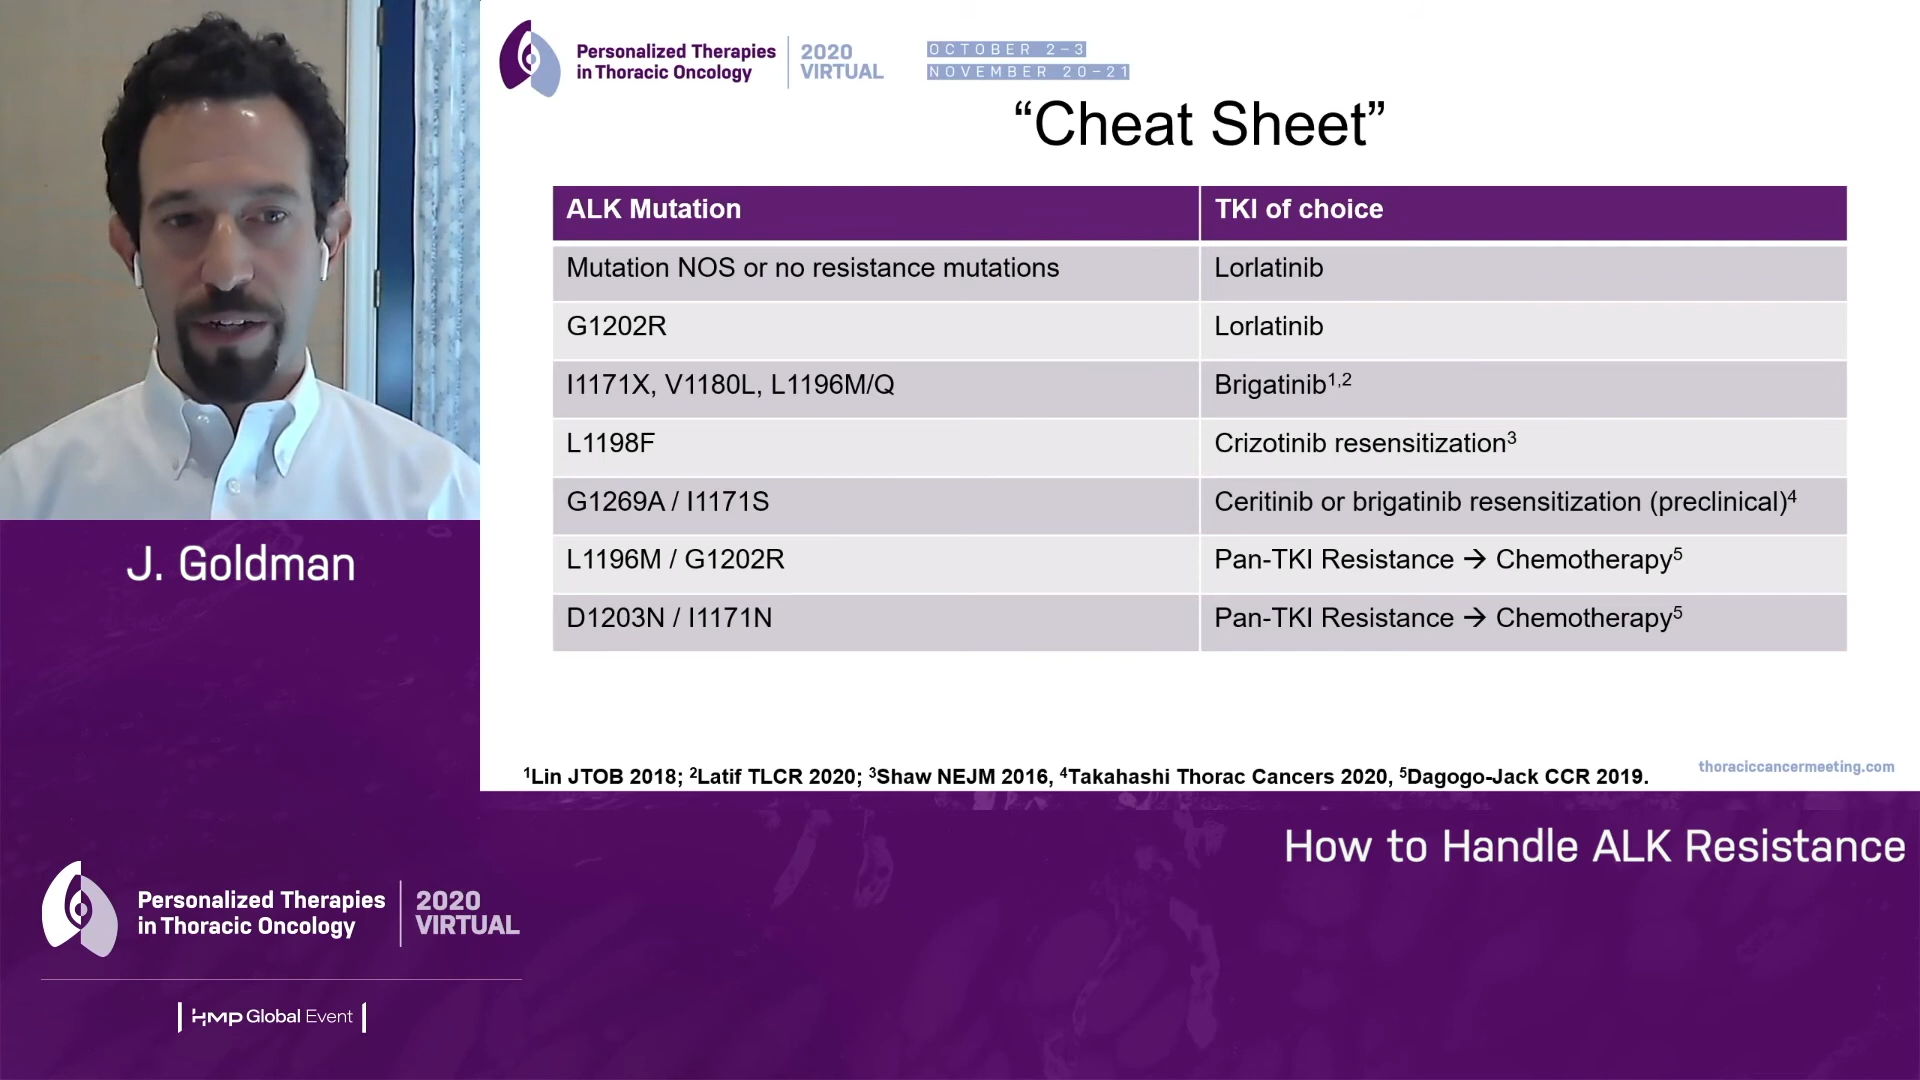 Personalized Therapies
in Thoracic Oncology
2020
VIRTUAL
OCTOBER 2–3
NOVEMBER 20–21
“Cheat Sheet”
ALK Mutation TKI of choice
Mutation NOS or no resistance mutations Lorlatinib
G1202R Lorlatinib
I1171X, V1180L, L1196M/Q Brigatinib1,2
L1198F Crizotinib resensitization3
G1269A / I1171S Ceritinib or brigatinib resensitization (preclinical)4
L1196M / G1202R Pan-TKI Resistance → Chemotherapy5
D1203N / I1171N Pan-TKI Resistance → Chemotherapy5
1Lin JTOB 2018; 2Latif TLCR 2020; 3Shaw NEJM 2016, 4Takahashi Thorac Cancers 2020, 5Dagogo-Jack CCR 2019.
thoraciccancermeeting.com
J. Goldman
How to Handle ALK Resistance
Personalized Therapies
in Thoracic Oncology
2020
VIRTUAL
HMP Global Event